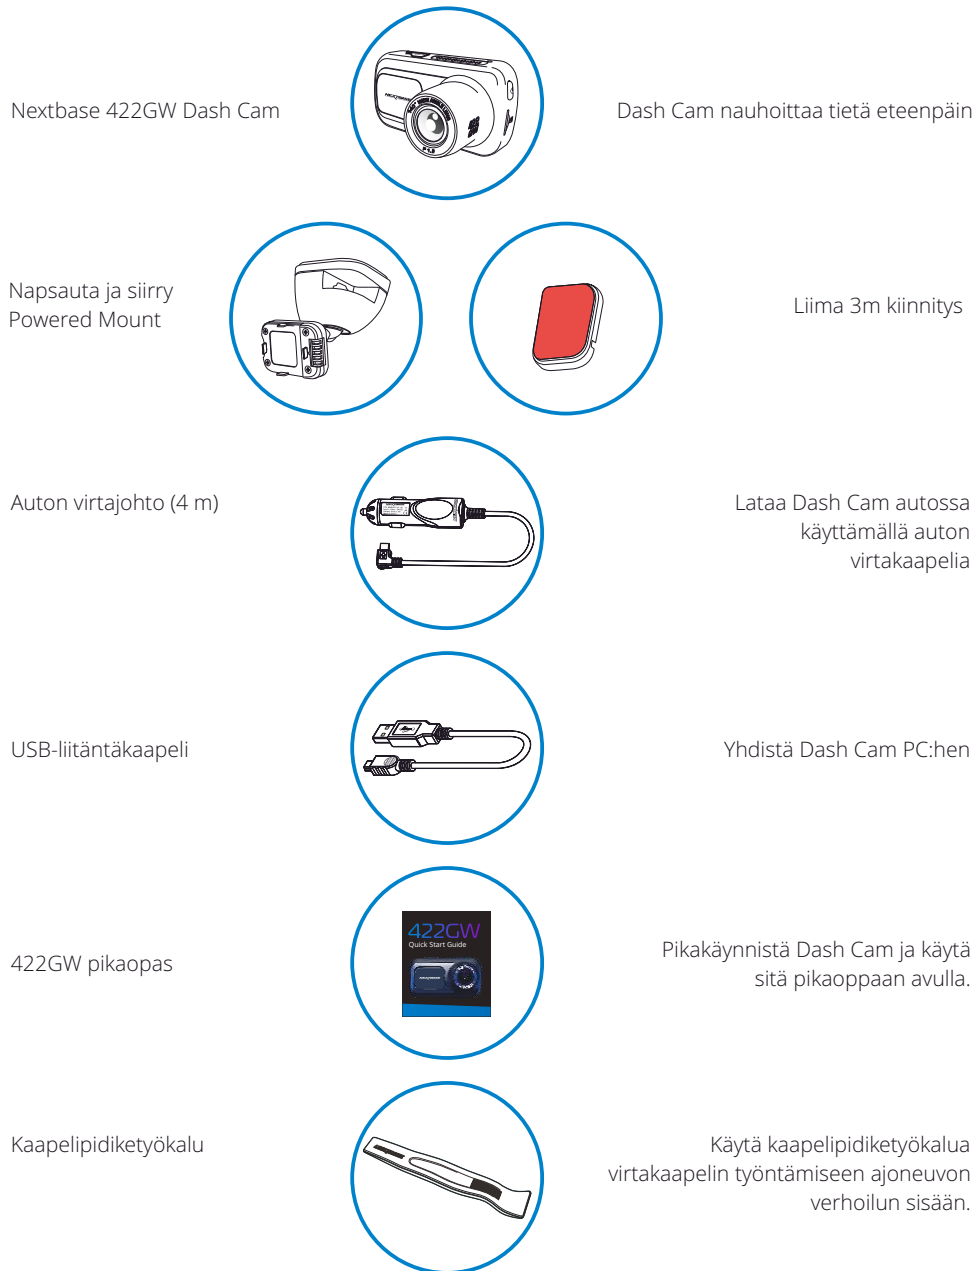 Nextbase 422GW Dash Cam
Dash Cam nauhoittaa tietä eteenpäin
Napsauta ja siirry
Powered Mount
Liima 3m kiinnitys
Auton virtajohto (4 m)
Lataa Dash Cam autossa
käyttämällä auton
virtakaapelia
USB-liitäntäkaapeli
Yhdistä Dash Cam PC:hen
422GW
Quick Start Guide
422GW pikaopas
Pikakäynnistä Dash Cam ja käytä
sitä pikaoppaan avulla.
Kaapelipidiketyökalu
Käytä kaapelipidiketyökalua
virtakaapelin työntämiseen ajoneuvon
verhoilun sisään.